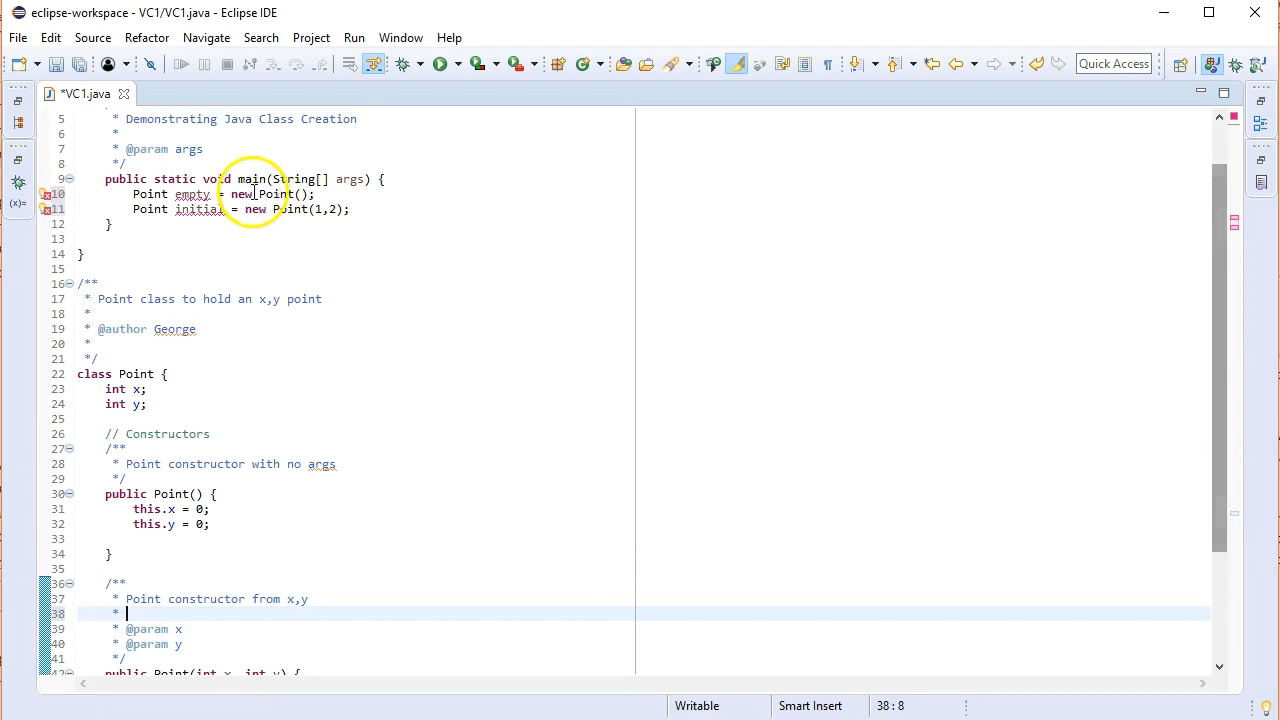 eclipse-workspace - VC1/VC1.java - Eclipse IDE
File Edit Source Refactor Navigate Search Project Run Window Help
Quick Access
*VC1.java
5 * Demonstrating Java Class Creation
6 *
7 * @param args
8 */
9 public static void main(String[] args) {
10 Point empty = new Point();
11 Point initial = new Point(1,2);
12 }
13
14 }
15
16 /**
17 * Point class to hold an x,y point
18 *
19 * @author George
20 *
21 */
22 class Point {
23 int x;
24 int y;
25
26 // Constructors
27 /**
28 * Point constructor with no args
29 */
30 public Point() {
31 this.x = 0;
32 this.y = 0;
33
34 }
35
36 /**
37 * Point constructor from x,y
38 *
39 * @param x
40 * @param y
41 */
42 public Point(int x, int y) {
Writable Smart Insert 38 : 8